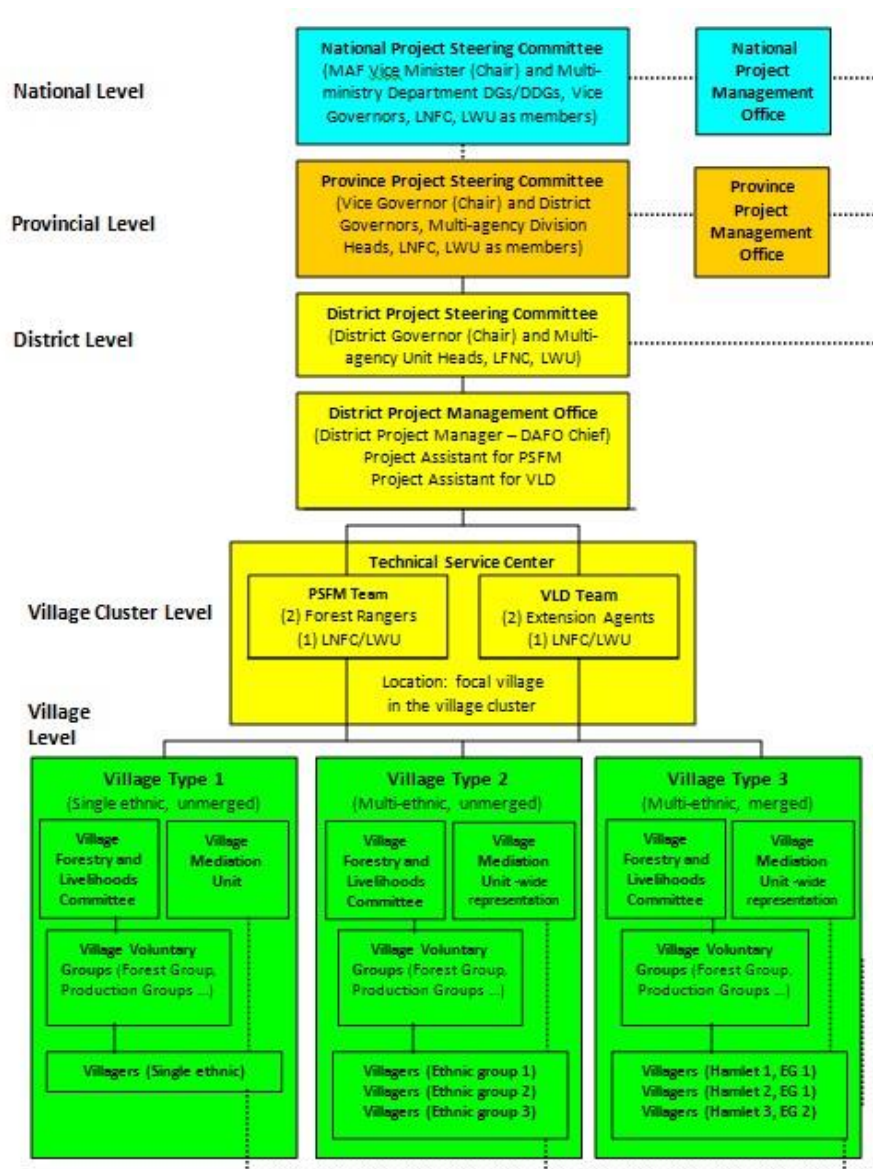 National Level
National Project Steering Committee
(MAF Vice Minister (Chair) and Multi-
ministry Department DGs/DDGs, Vice
Governors, LNFC, LWU as members)
National
Project
Management
Office
Provincial Level
Province Project Steering Committee
(Vice Governor (Chair) and District
Governors, Multi-agency Division
Heads, LNFC, LWU as members)
Province
Project
Management
Office
District Level
District Project Steering Committee
(District Governor (Chair) and Multi-
agency Unit Heads, LFNC, LWU)
District Project Management Office
(District Project Manager – DAFO Chief)
Project Assistant for PSFM
Project Assistant for VLD
Village Cluster Level
Technical Service Center
PSFM Team
(2) Forest Rangers
(1) LNFC/LWU
VLD Team
(2) Extension Agents
(1) LNFC/LWU
Location: focal village
in the village cluster
Village
Level
Village Type 1
(Single ethnic, unmerged)
Village
Forestry and
Livelihoods
Committee
Village
Mediation
Unit
Village Voluntary
Groups (Forest Group,
Production Groups ...)
Villagers (Single ethnic)
Village Type 2
(Multi-ethnic, unmerged)
Village
Forestry and
Livelihoods
Committee
Village
Mediation
Unit -wide
representation
Village Voluntary
Groups (Forest Group,
Production Groups ...)
Villagers (Ethnic group 1)
Villagers (Ethnic group 2)
Villagers (Ethnic group 3)
Village Type 3
(Multi-ethnic, merged)
Village
Forestry and
Livelihoods
Committee
Village
Mediation
Unit -wide
representation
Village Voluntary
Groups (Forest Group,
Production Groups ...)
Villagers (Hamlet 1, EG 1)
Villagers (Hamlet 2, EG 1)
Villagers (Hamlet 3, EG 2)